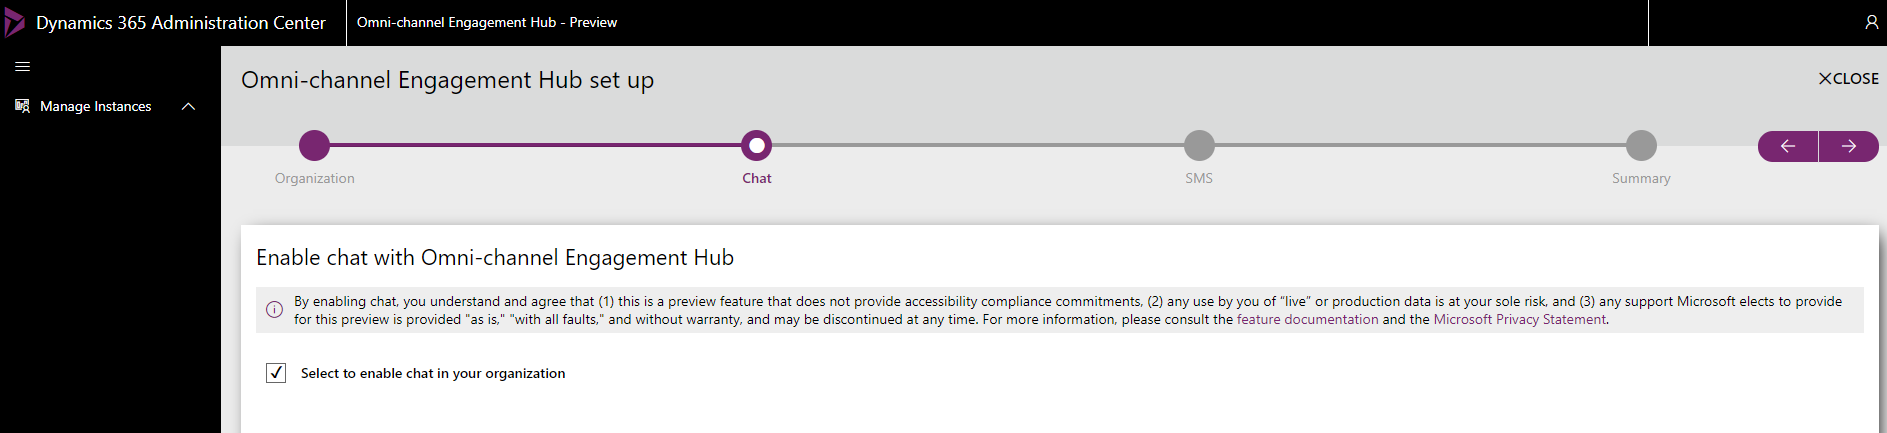 Dynamics 365 Administration Center
Omni-channel Engagement Hub - Preview
Manage Instances
Omni-channel Engagement Hub set up
CLOSE
Organization
Chat
SMS
Summary
Enable chat with Omni-channel Engagement Hub
By enabling chat, you understand and agree that (1) this is a preview feature that does not provide accessibility compliance commitments, (2) any use by you of “live” or production data is at your sole risk, and (3) any support Microsoft elects to provide
for this preview is provided "as is," "with all faults," and without warranty, and may be discontinued at any time. For more information, please consult the feature documentation and the Microsoft Privacy Statement.
Select to enable chat in your organization